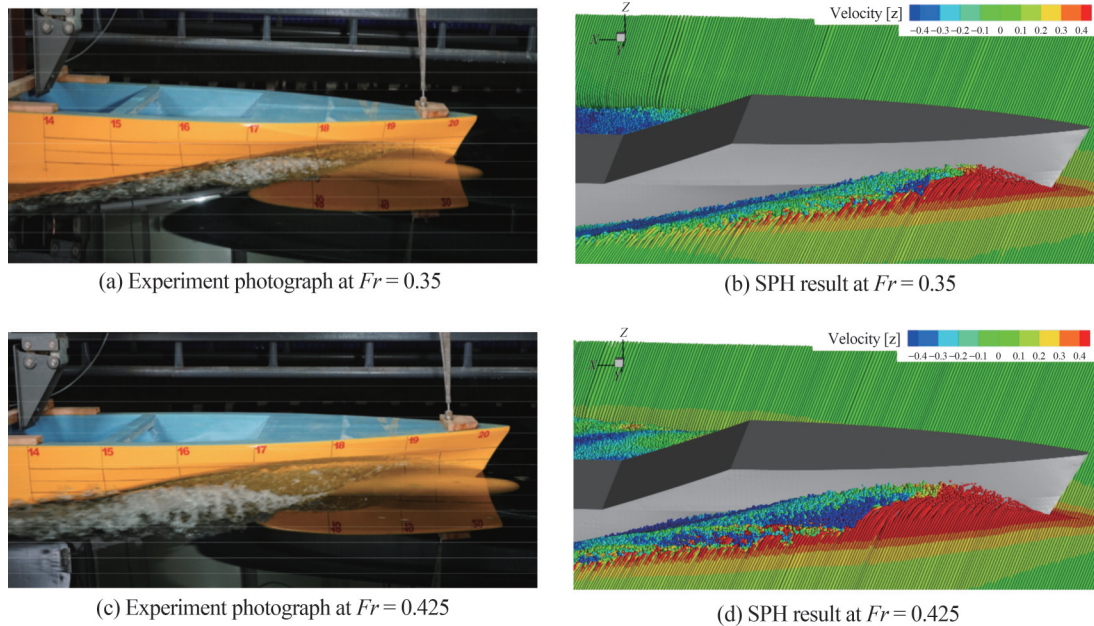 14 15 16 17 18 19 20
(a) Experiment photograph at Fr = 0.35
Velocity [z]
-0.4 -0.3 -0.2 -0.1 0 0.1 0.2 0.3 0.4
Z
X
(b) SPH result at Fr = 0.35
14 15 16 17 18 19 20
(c) Experiment photograph at Fr = 0.425
Velocity [z]
-0.4 -0.3 -0.2 -0.1 0 0.1 0.2 0.3 0.4
Z
X
(d) SPH result at Fr = 0.425